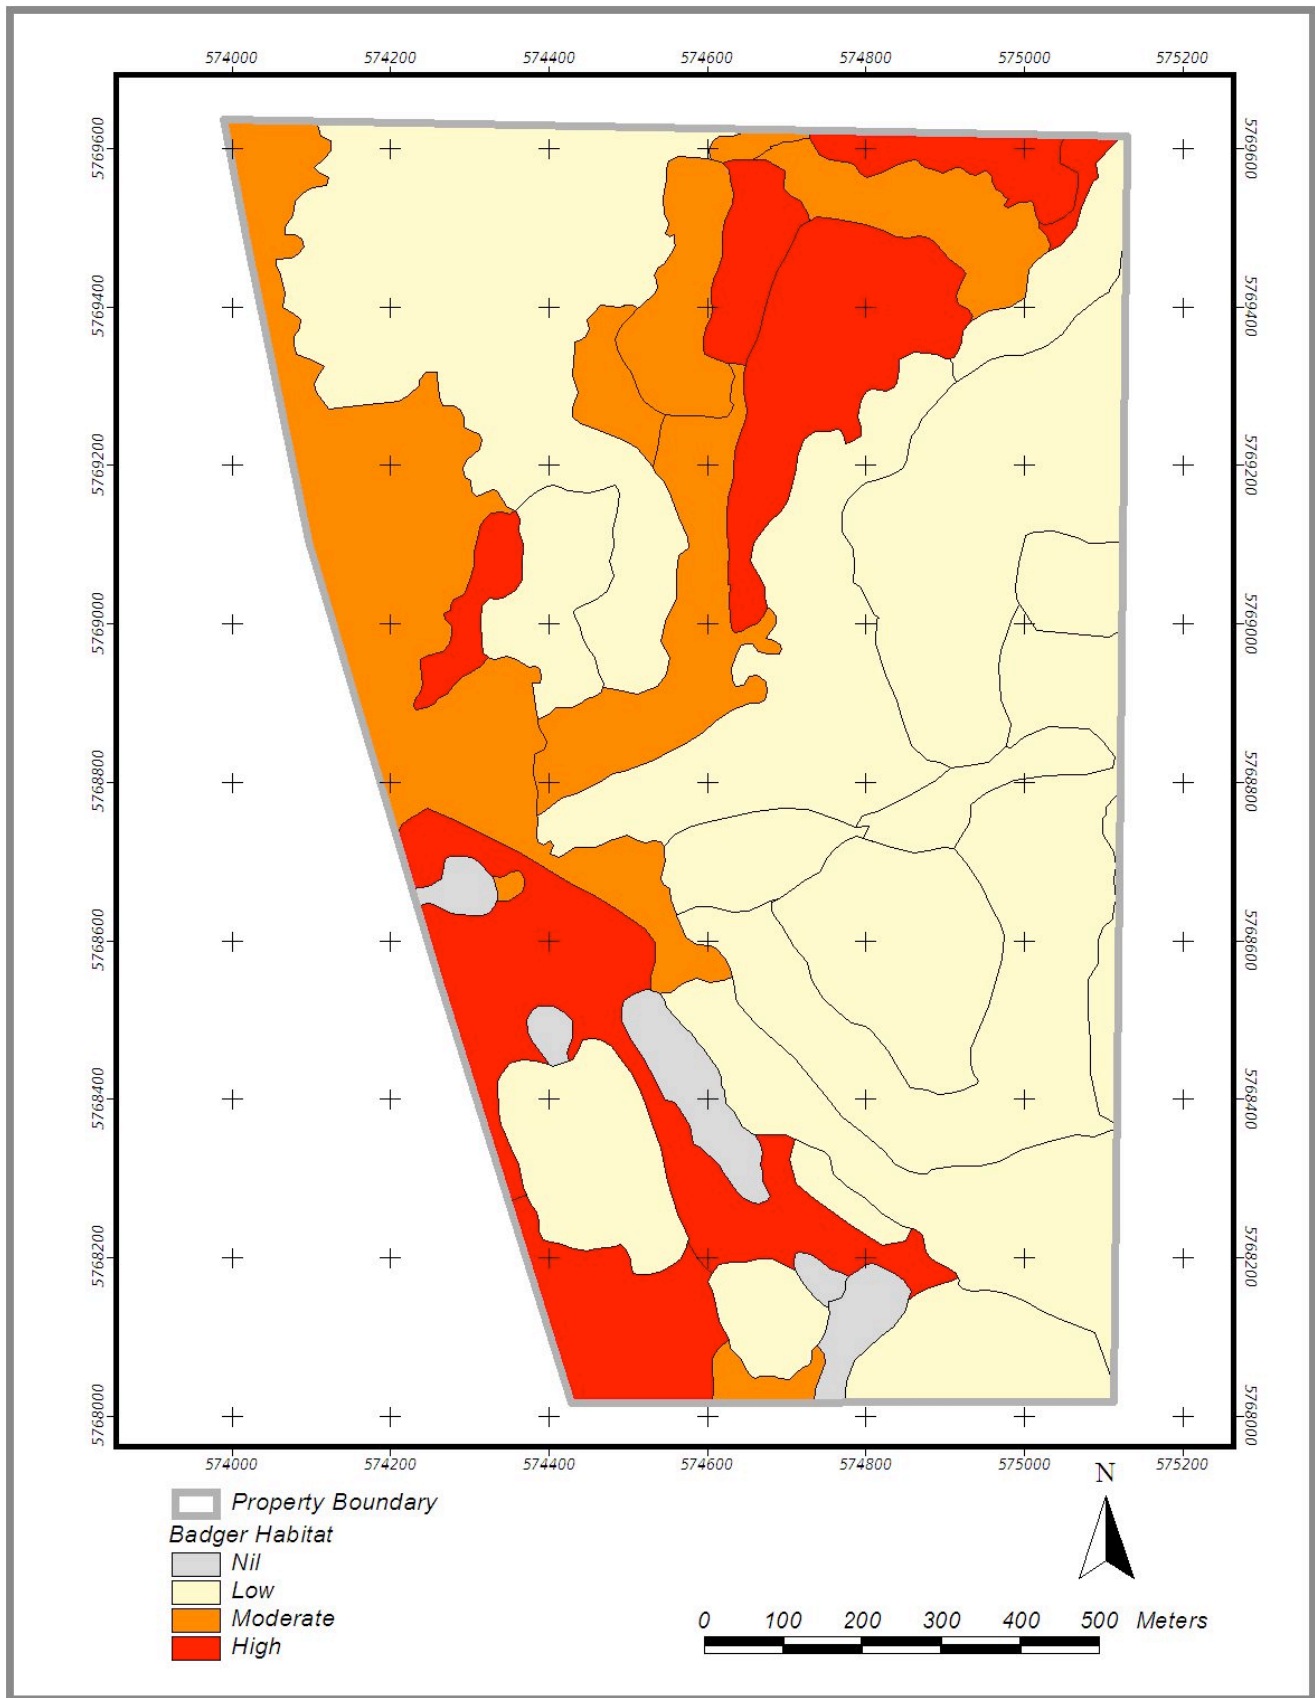 574000 574200 574400 574600 574800 575000 575200
5769600 5769600
5769400 5769400
5769200 5769200
5769000 5769000
5768800 5768800
5768600 5768600
5768400 5768400
5768200 5768200
5768000 5768000
574000 574200 574400 574600 574800 575000 575200
N
Property Boundary
Badger Habitat
Nil
Low
Moderate
High
0 100 200 300 400 500 Meters